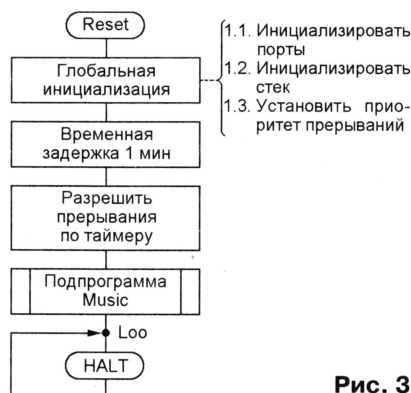 Reset
Глобальная
инициализация
1.1. Инициализировать
порты
1.2. Инициализировать
стек
1.3. Установить прио-
ритет прерываний
Временная
задержка 1 мин
Разрешить
прерывания
по таймеру
Подпрограмма
Music
Loo
HALT
Рис. 3